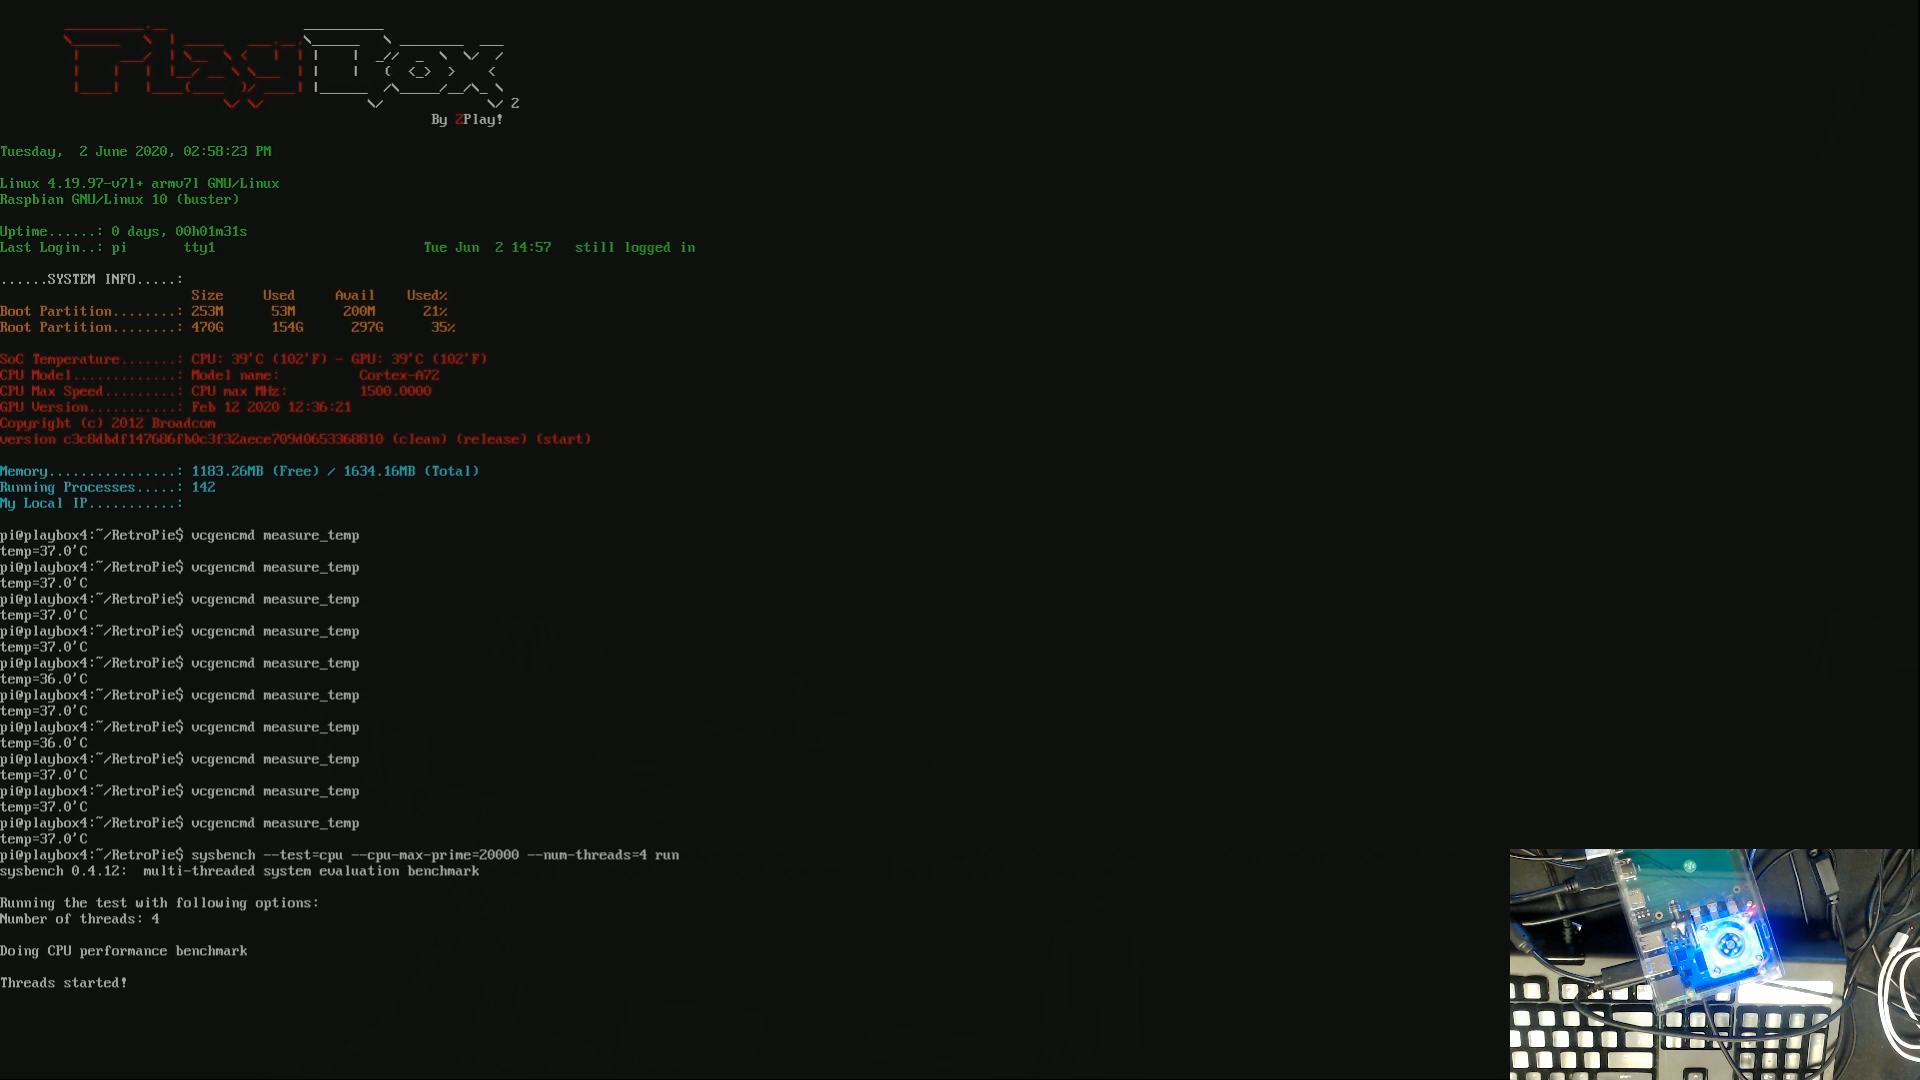 PlayBox
2
By 2Play!
Tuesday,  2 June 2020, 02:58:23 PM
Linux 4.19.97-v7l+ armv7l GNU/Linux
Raspbian GNU/Linux 10 (buster)
Uptime......: 0 days, 00h01m31s
Last Login..: pi       tty1                          Tue Jun  2 14:57   still logged in
......SYSTEM INFO.....:
Size     Used     Avail    Used%
Boot Partition........: 253M      53M      200M      21%
Root Partition........: 470G      154G      297G      35%
SoC Temperature.......: CPU: 39'C (102'F) - GPU: 39'C (102'F)
CPU Model.............: Model name:          Cortex-A72
CPU Max Speed.........: CPU max MHz:         1500.0000
GPU Version...........: Feb 12 2020 12:36:21
Copyright (c) 2012 Broadcom
version c3c8dbdf147686fb0c3f32aece709d0653368810 (clean) (release) (start)
Memory................: 1183.26MB (Free) / 1634.16MB (Total)
Running Processes.....: 142
My Local IP...........:
pi@playbox4:~/RetroPie$ vcgencmd measure_temp
temp=37.0'C
pi@playbox4:~/RetroPie$ vcgencmd measure_temp
temp=37.0'C
pi@playbox4:~/RetroPie$ vcgencmd measure_temp
temp=37.0'C
pi@playbox4:~/RetroPie$ vcgencmd measure_temp
temp=37.0'C
pi@playbox4:~/RetroPie$ vcgencmd measure_temp
temp=36.0'C
pi@playbox4:~/RetroPie$ vcgencmd measure_temp
temp=37.0'C
pi@playbox4:~/RetroPie$ vcgencmd measure_temp
temp=36.0'C
pi@playbox4:~/RetroPie$ vcgencmd measure_temp
temp=37.0'C
pi@playbox4:~/RetroPie$ vcgencmd measure_temp
temp=37.0'C
pi@playbox4:~/RetroPie$ vcgencmd measure_temp
temp=37.0'C
pi@playbox4:~/RetroPie$ sysbench --test=cpu --cpu-max-prime=20000 --num-threads=4 run
sysbench 0.4.12:  multi-threaded system evaluation benchmark
Running the test with following options:
Number of threads: 4
Doing CPU performance benchmark
Threads started!